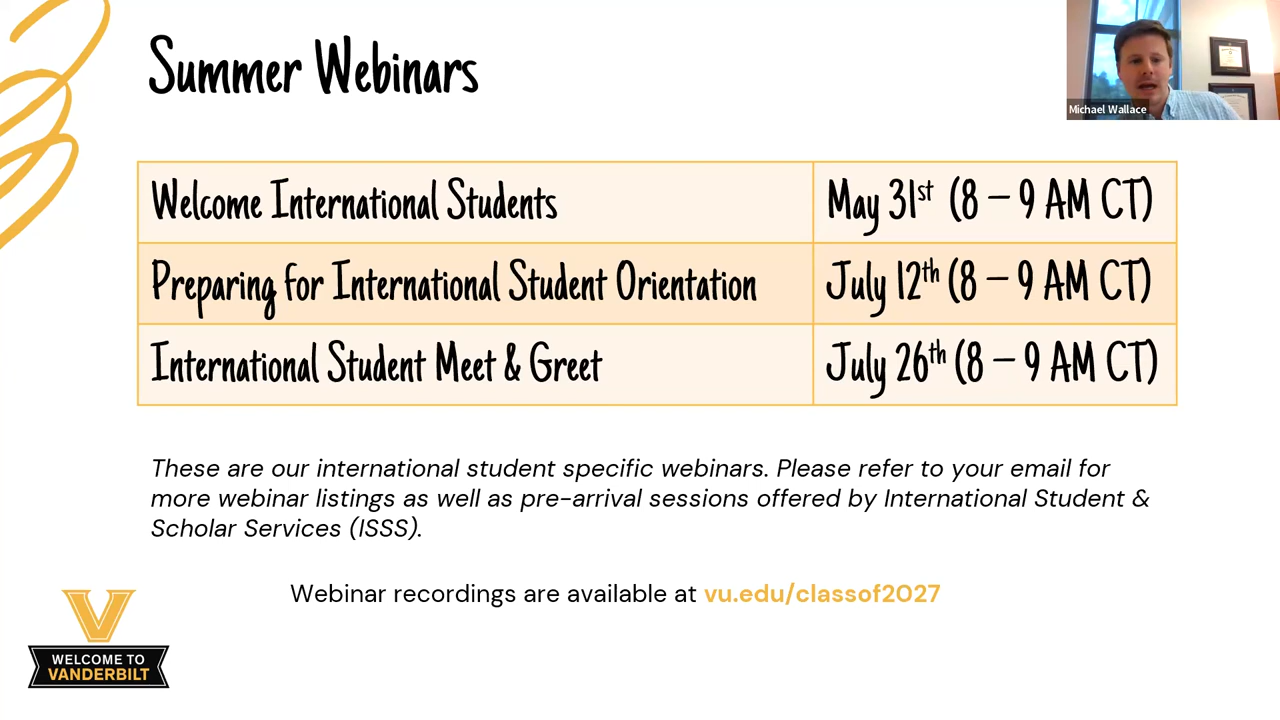 Summer Webinars
Michael Wallace
Welcome International Students
May 31st (8 – 9 AM CT)
Preparing for International Student Orientation
July 12th (8 – 9 AM CT)
International Student Meet & Greet
July 26th (8 – 9 AM CT)
These are our international student specific webinars. Please refer to your email for
more webinar listings as well as pre-arrival sessions offered by International Student &
Scholar Services (ISSS).
Webinar recordings are available at vu.edu/classof2027
V
WELCOME TO
VANDERBILT